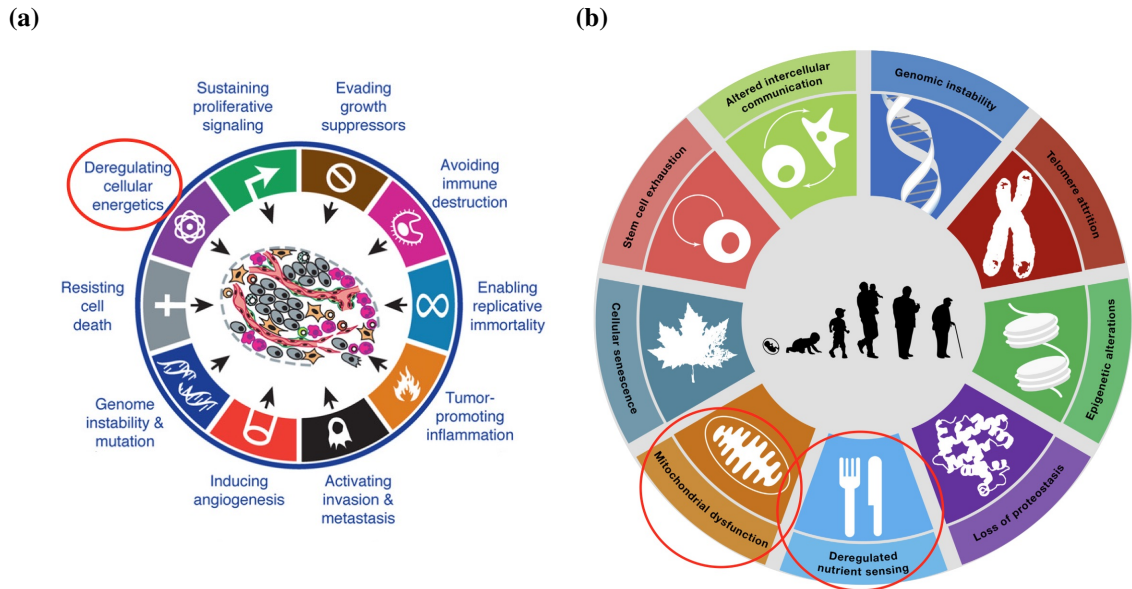 (a)
Sustaining
proliferative
signaling
Evading
growth
suppressors
Avoiding
immune
destruction
Enabling
replicative
immortality
Tumor-
promoting
inflammation
Activating
invasion &
metastasis
Inducing
angiogenesis
Genome
instability &
mutation
Resisting
cell
death
Deregulating
cellular
energetics
(b)
Genomic instability
Telomere attrition
Epigenetic alterations
Loss of proteostasis
Deregulated
nutrient sensing
Mitochondrial dysfunction
Cellular senescence
Stem cell exhaustion
Altered intercellular
communication